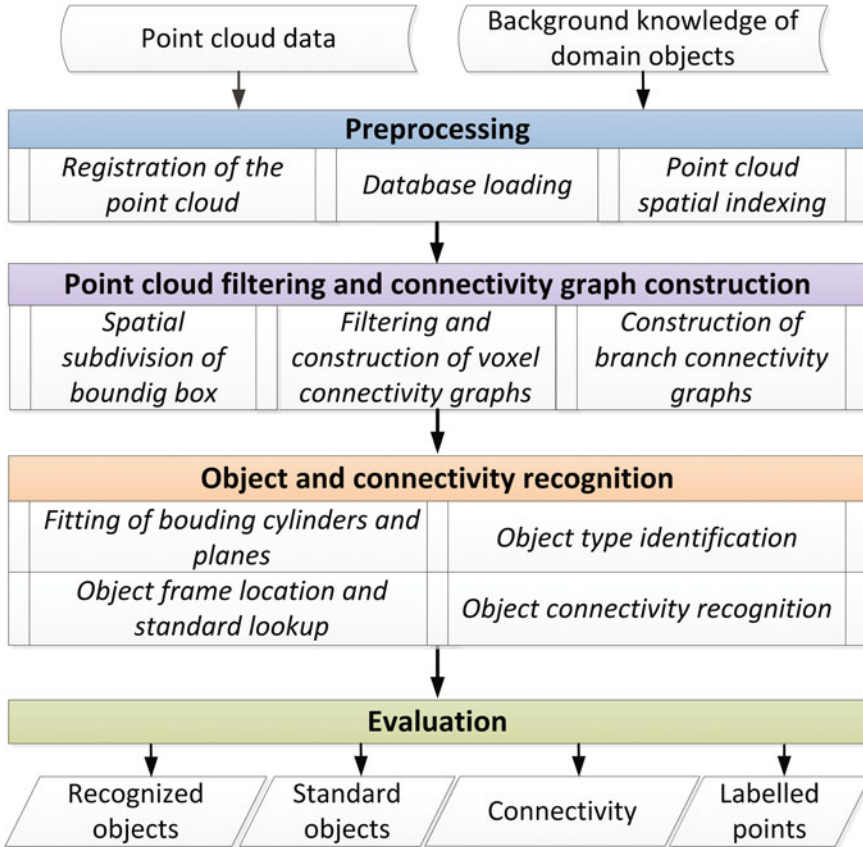 Point cloud data
Background knowledge of
domain objects
Preprocessing
Registration of the
point cloud
Database loading
Point cloud
spatial indexing
Point cloud filtering and connectivity graph construction
Spatial
subdivision of
boundig box
Filtering and
construction of voxel
connectivity graphs
Construction of
branch connectivity
graphs
Object and connectivity recognition
Fitting of bouding cylinders and
planes
Object type identification
Object frame location and
standard lookup
Object connectivity recognition
Evaluation
Recognized
objects
Standard
objects
Connectivity
Labelled
points